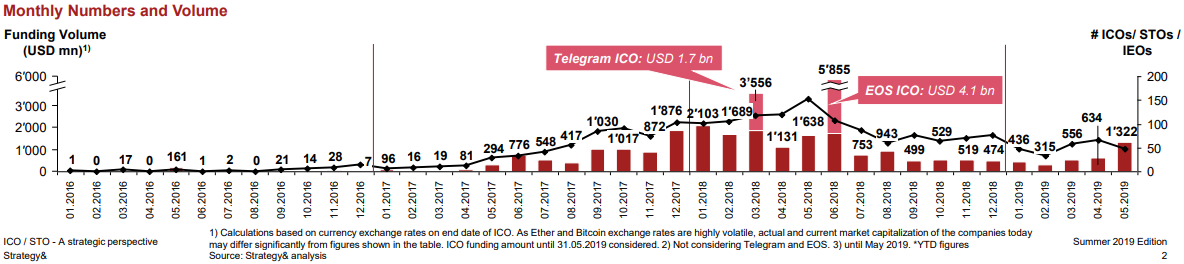 Monthly Numbers and Volume
Funding Volume
(USD mn)1)
# ICOs/ STOs /
IEOs
Telegram ICO: USD 1.7 bn
EOS ICO: USD 4.1 bn
6'000
3'000
2'000
1'000
0
200
150
100
50
0
1 0 17 0 161 1 2 0 21 14 28 7 96 16 19 81 294 776 548 417 1'030 1'017 872 1'876 2'103 1'689 3'556 1'131 1'638 5'855 753 943 499 529 519 474 436 315 556 634 1'322
01.2016 02.2016 03.2016 04.2016 05.2016 06.2016 07.2016 08.2016 09.2016 10.2016 11.2016 12.2016 01.2017 02.2017 03.2017 04.2017 05.2017 06.2017 07.2017 08.2017 09.2017 10.2017 11.2017 12.2017 01.2018 02.2018 03.2018 04.2018 05.2018 06.2018 07.2018 08.2018 09.2018 10.2018 11.2018 12.2018 01.2019 02.2019 03.2019 04.2019 05.2019
1) Calculations based on currency exchange rates on end date of ICO. As Ether and Bitcoin exchange rates are highly volatile, actual and current market capitalization of the companies today
may differ significantly from figures shown in the table. ICO funding amount until 31.05.2019 considered. 2) Not considering Telegram and EOS. 3) until May 2019. *YTD figures
Source: Strategy& analysis
ICO / STO - A strategic perspective
Strategy&
Summer 2019 Edition
2